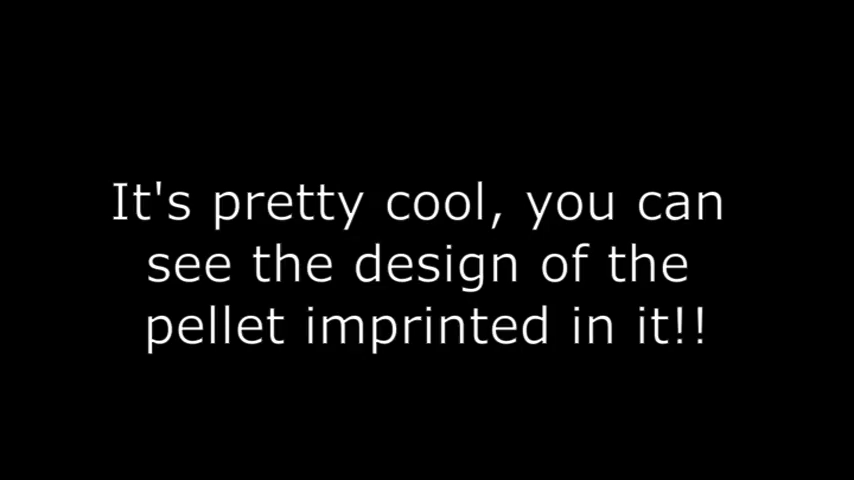 It's pretty cool, you can
see the design of the
pellet imprinted in it!!